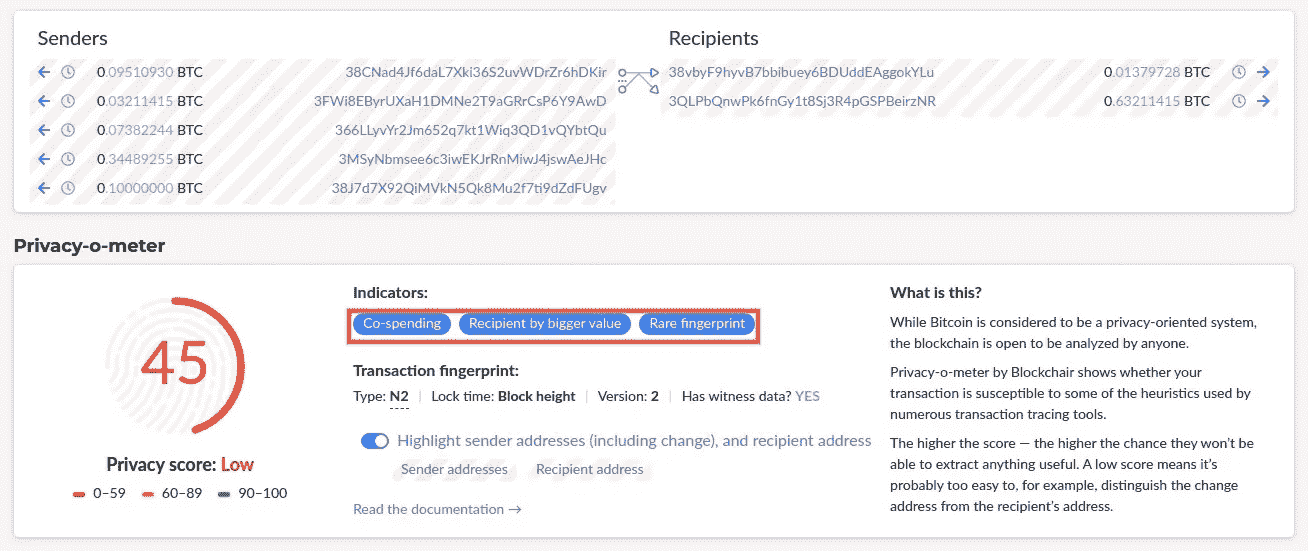 Senders
Recipients
0.09510930 BTC 38CNad4Jf6daL7Xki36S2uvWDrZr6hDKir 38vbyF9hyvB7bbibuey6BDUddEAggokYLu 0.01379728 BTC
0.03211415 BTC 3FWi8EByrUXaH1DMNe2T9aGRrCsP6Y9AwD 3QLPbQnwPk6fnGy1t8Sj3R4pGSPBeirzNR 0.63211415 BTC
0.07382244 BTC 366LLyvYr2Jm652q7kt1Wiq3QD1vQYbtQu
0.34489255 BTC 3MSyNbmsee6c3iwEKJrRnMiwJ4jswAeJHc
0.10000000 BTC 38J7d7X92QiMVkN5Qk8Mu2f7ti9dZdFUgv
Privacy-o-meter
45
Privacy score: Low
0–59 60–89 90–100
Indicators:
Co-spending Recipient by bigger value Rare fingerprint
Transaction fingerprint:
Type: N2 | Lock time: Block height | Version: 2 | Has witness data? YES
Highlight sender addresses (including change), and recipient address
Sender addresses Recipient address
Read the documentation →
What is this?
While Bitcoin is considered to be a privacy-oriented system,
the blockchain is open to be analyzed by anyone.
Privacy-o-meter by Blockchair shows whether your
transaction is susceptible to some of the heuristics used by
numerous transaction tracing tools.
The higher the score — the higher the chance they won't be
able to extract anything useful. A low score means it's
probably too easy to, for example, distinguish the change
address from the recipient's address.